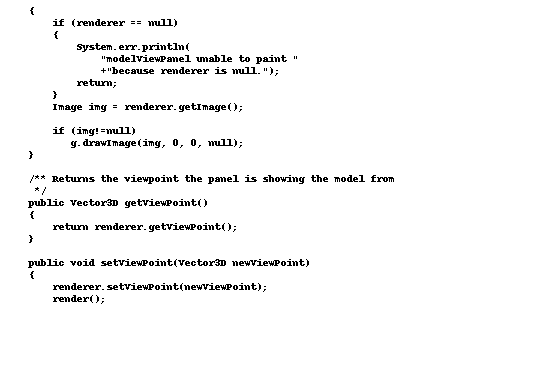 {
if (renderer == null)
{
System.err.println(
"modelViewPanel unable to paint "
+"because renderer is null.");
return;
}
Image img = renderer.getImage();
if (img!=null)
g.drawImage(img, 0, 0, null);
}
/** Returns the viewpoint the panel is showing the model from
*/
public Vector3D getViewPoint()
{
return renderer.getViewPoint();
}
public void setViewPoint(Vector3D newViewPoint)
{
renderer.setViewPoint(newViewPoint);
render();